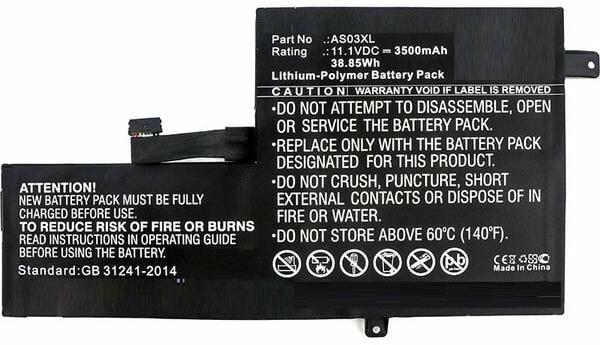 Part No .:AS03XL
Rating .:11.1VDC ⎓ 3500mAh
38.85Wh
Lithium-Polymer Battery Pack
CAUTION WARRANTY VOID IF LABEL IS REMOVED
•DO NOT ATTEMPT TO DISASSEMBLE, OPEN
OR SERVICE THE BATTERY PACK.
•REPLACE ONLY WITH THE BATTERY PACK
DESIGNATED FOR THIS PRODUCT.
•DO NOT CRUSH, PUNCTURE, SHORT
EXTERNAL CONTACTS OR DISPOSE OF IN
FIRE OR WATER.
•DO NOT STORE ABOVE 60°C (140°F).
Pb
CE
Made In China
ATTENTION!
NEW BATTERY PACK MUST BE FULLY
CHARGED BEFORE USING.
TO REDUCE RISK OF FIRE OR BURNS
READ INSTRUCTIONS IN OPERATING GUIDE
BEFORE USING THE BATTERY.
Standard:GB 31241-2014